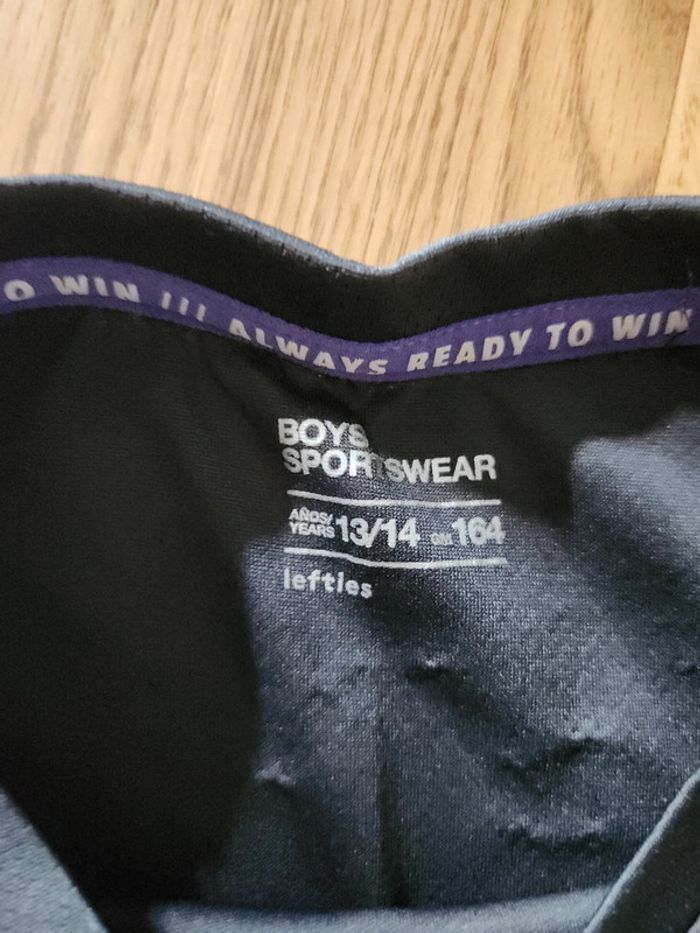 O WIN /// ALWAYS READY TO WIN
BOYS
SPORTSWEAR
AÑOS/
YEARS 13/14 CM 164
lefties